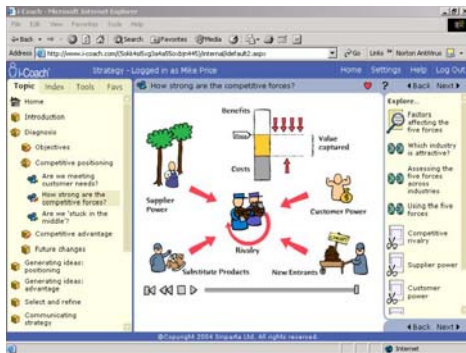 i-Coach - Microsoft Internet Explorer
File Edit View Favorites Tools Help
Back Search Favorites Media
Address Go Links Norton AntiVirus
i-Coach Strategy - Logged in as Mike Price Home Settings Help Log Out
Topic Index Tools Favs
How strong are the competitive forces? ? Back Next
Home
Introduction
Diagnosis
Objectives
Competitive positioning
Are we meeting customer needs?
How strong are the competitive forces?
Are we 'stuck in the middle'?
Competitive advantage
Future changes
Generating ideas: positioning
Generating ideas: advantage
Select and refine
Communicating strategy
Benefits
Price
Costs
Value
captured
Supplier
Power
Customer Power
Rivalry
Substitute Products
New Entrants
Explore...
Factors
affecting the
five forces
Which industry
is attractive?
Assessing the
five forces
across
industries
Using the five
forces
Competitive
rivalry
Supplier power
Customer
power
Back Next
©Copyright 2004 Imparta Ltd. All rights reserved.
Internet